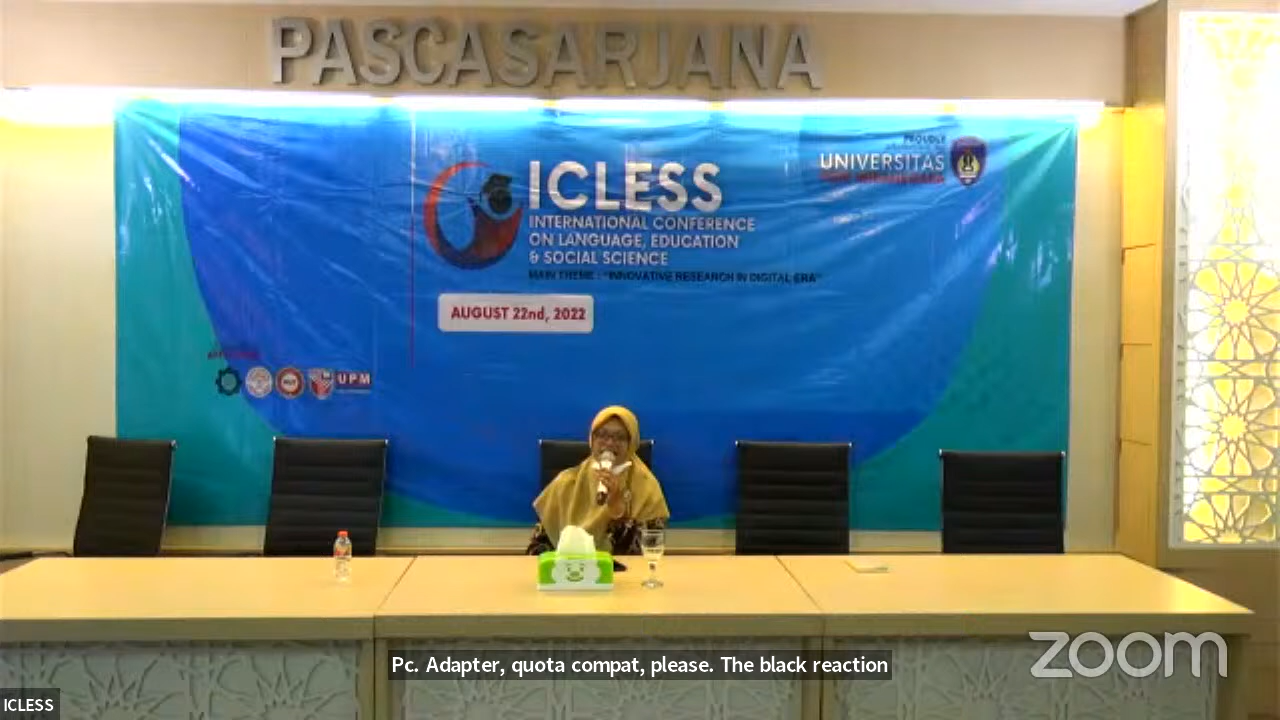 PASCASARJANA
PROUDLY
UNIVERSITAS
ICLESS
INTERNATIONAL CONFERENCE
ON LANGUAGE, EDUCATION
& SOCIAL SCIENCE
MAIN THEME : "INNOVATIVE RESEARCH IN DIGITAL ERA"
AUGUST 22nd, 2022
UPM
zoom
Pc. Adapter, quota compat, please. The black reaction
ICLESS